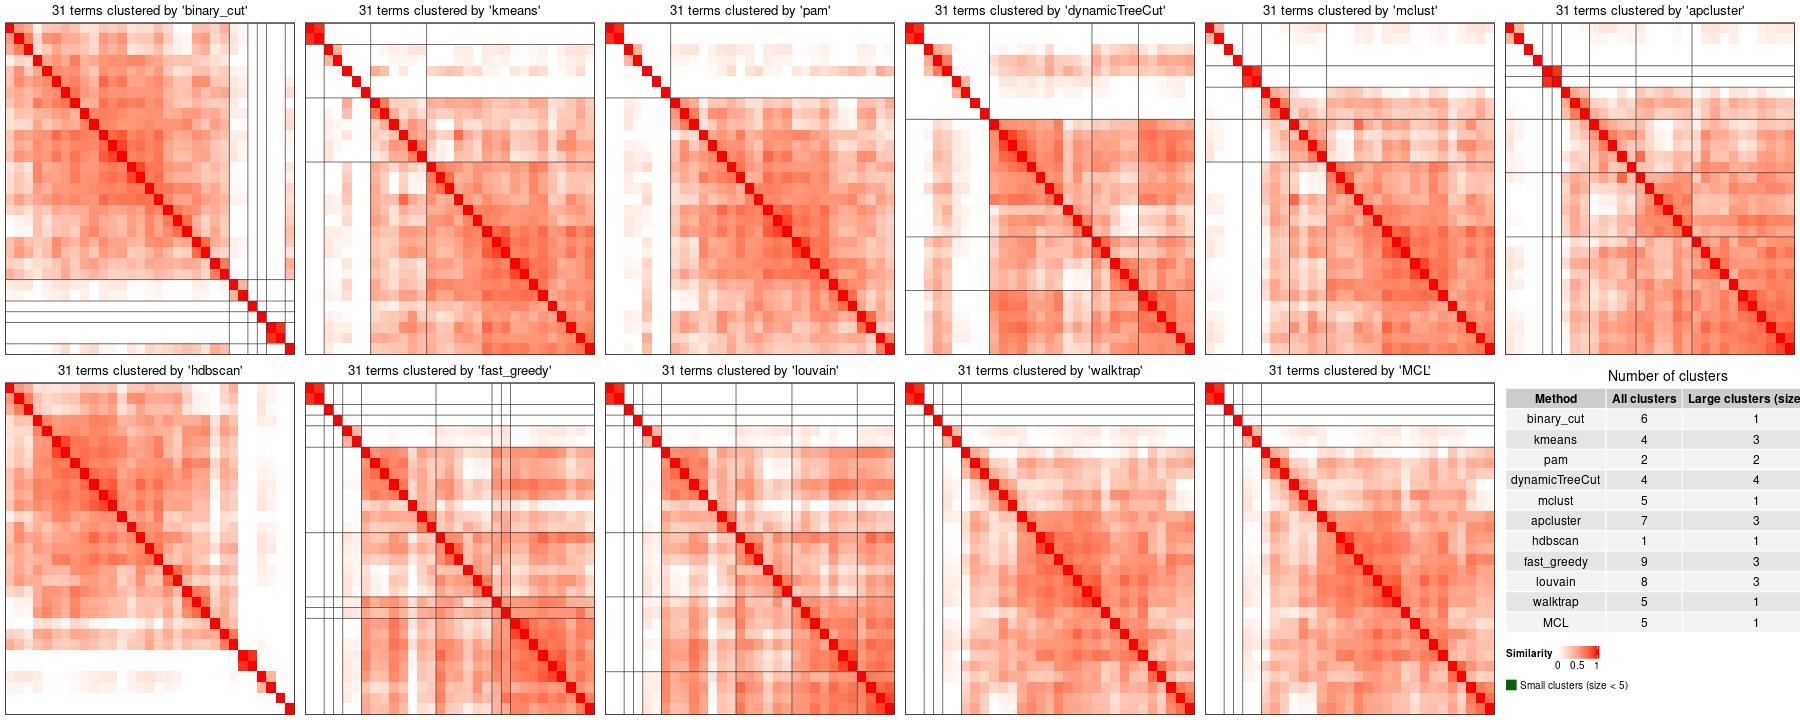 31 terms clustered by 'binary_cut'
31 terms clustered by 'kmeans'
31 terms clustered by 'pam'
31 terms clustered by 'dynamicTreeCut'
31 terms clustered by 'mclust'
31 terms clustered by 'apcluster'
31 terms clustered by 'hdbscan'
31 terms clustered by 'fast_greedy'
31 terms clustered by 'louvain'
31 terms clustered by 'walktrap'
31 terms clustered by 'MCL'
Number of clusters
Method All clusters Large clusters (size
binary_cut 6 1
kmeans 4 3
pam 2 2
dynamicTreeCut 4 4
mclust 5 1
apcluster 7 3
hdbscan 1 1
fast_greedy 9 3
louvain 8 3
walktrap 5 1
MCL 5 1
Similarity
0 0.5 1
Small clusters (size < 5)